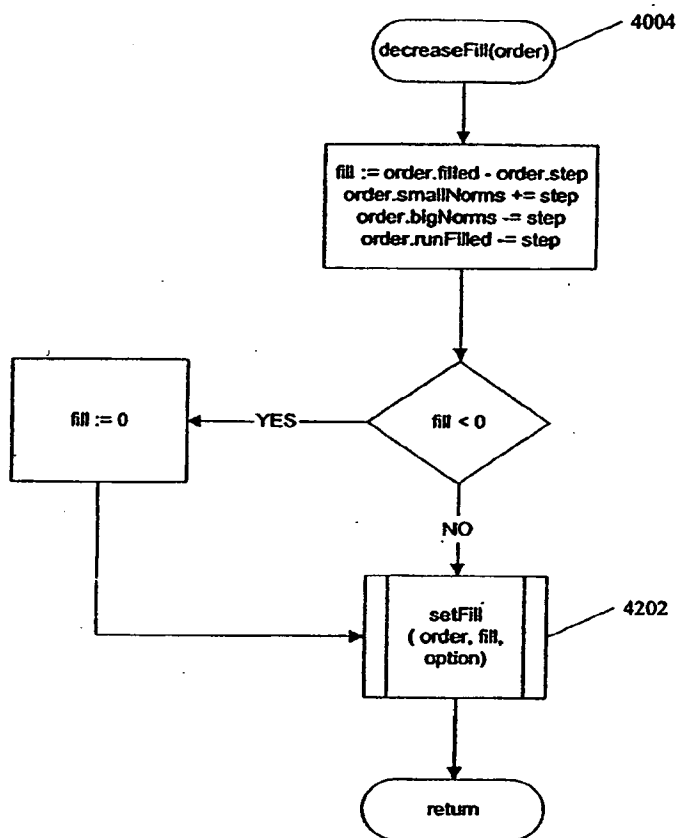 4004
decreaseFill(order)
fill := order.filled - order.step
order.smallNorms += step
order.bigNorms -= step
order.runFilled -= step
fill := 0
YES
fill < 0
NO
setFill
( order, fill,
option)
4202
return